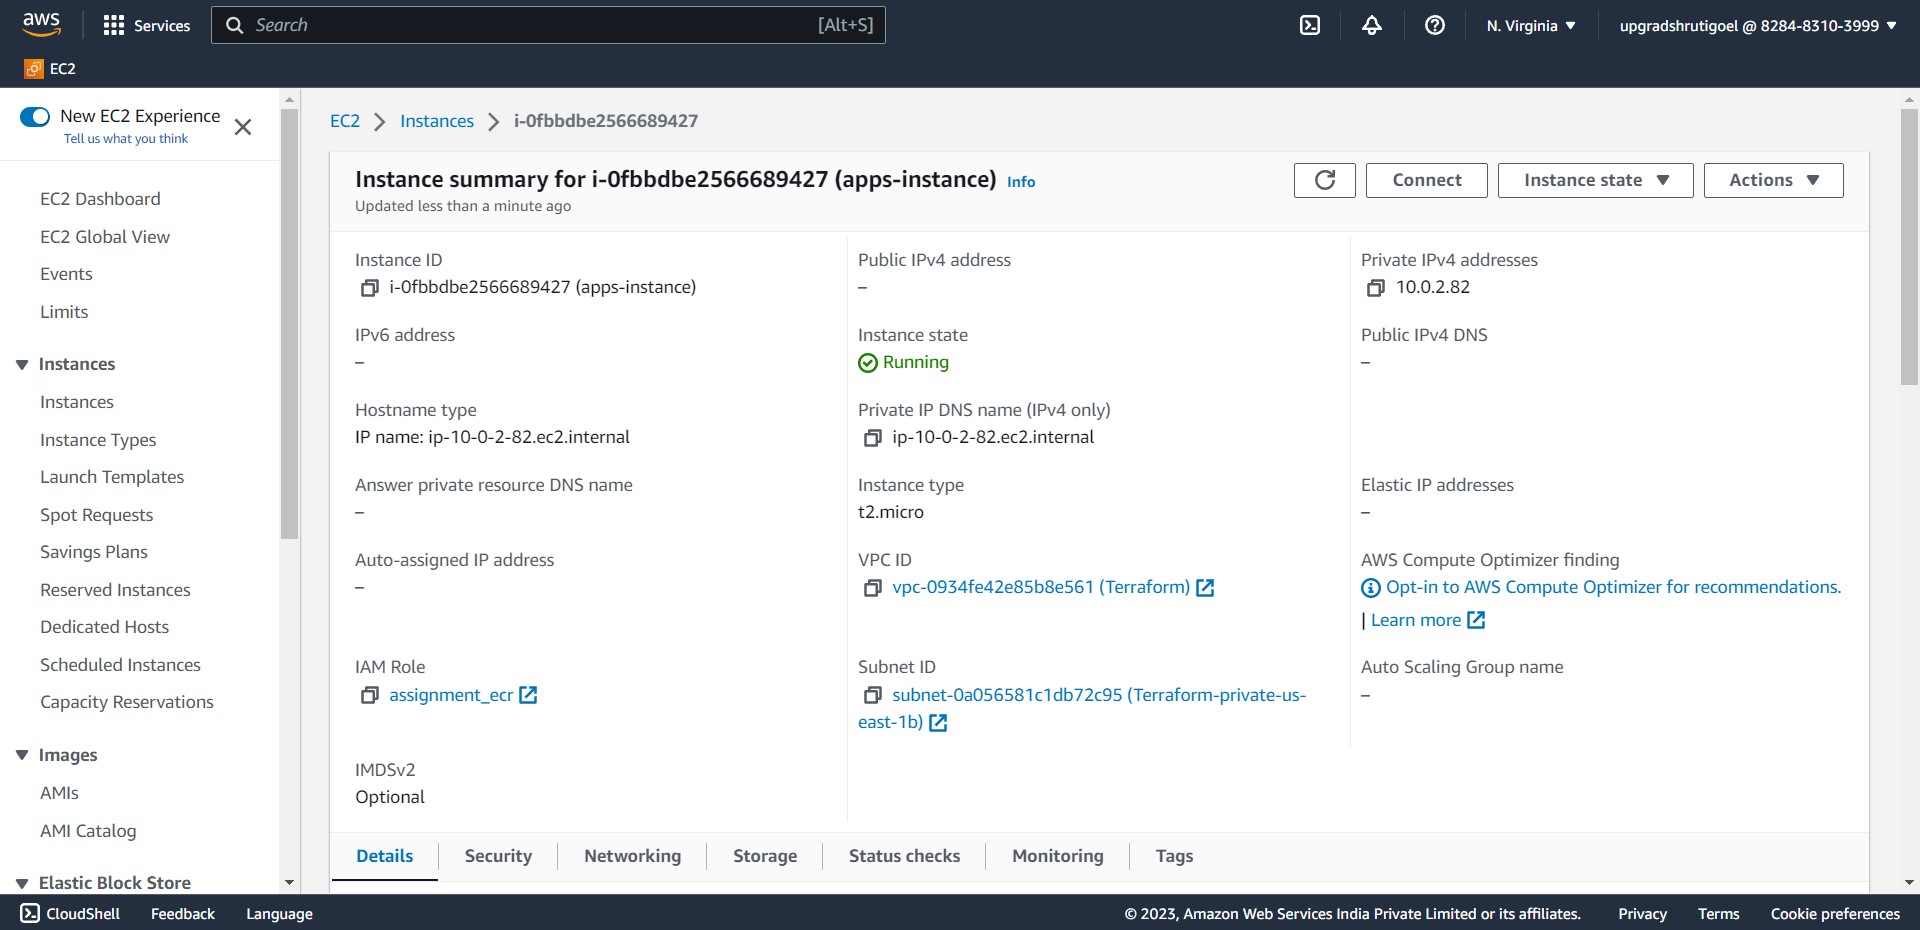 aws
Services
Search [Alt+S]
N. Virginia
upgradshrutigoel @ 8284-8310-3999
EC2
New EC2 Experience
Tell us what you think
EC2 Dashboard
EC2 Global View
Events
Limits
Instances
Instances
Instance Types
Launch Templates
Spot Requests
Savings Plans
Reserved Instances
Dedicated Hosts
Scheduled Instances
Capacity Reservations
Images
AMIs
AMI Catalog
Elastic Block Store
EC2 > Instances > i-0fbbdbe2566689427
Instance summary for i-0fbbdbe2566689427 (apps-instance) Info
Updated less than a minute ago
Connect
Instance state
Actions
Instance ID
i-0fbbdbe2566689427 (apps-instance)
Public IPv4 address
–
Private IPv4 addresses
10.0.2.82
IPv6 address
–
Instance state
Running
Public IPv4 DNS
–
Hostname type
IP name: ip-10-0-2-82.ec2.internal
Private IP DNS name (IPv4 only)
ip-10-0-2-82.ec2.internal
Answer private resource DNS name
–
Instance type
t2.micro
Elastic IP addresses
–
Auto-assigned IP address
–
VPC ID
vpc-0934fe42e85b8e561 (Terraform)
AWS Compute Optimizer finding
Opt-in to AWS Compute Optimizer for recommendations.
| Learn more
IAM Role
assignment_ecr
Subnet ID
subnet-0a056581c1db72c95 (Terraform-private-us-
east-1b)
Auto Scaling Group name
–
IMDSv2
Optional
Details
Security
Networking
Storage
Status checks
Monitoring
Tags
CloudShell
Feedback
Language
© 2023, Amazon Web Services India Private Limited or its affiliates.
Privacy
Terms
Cookie preferences